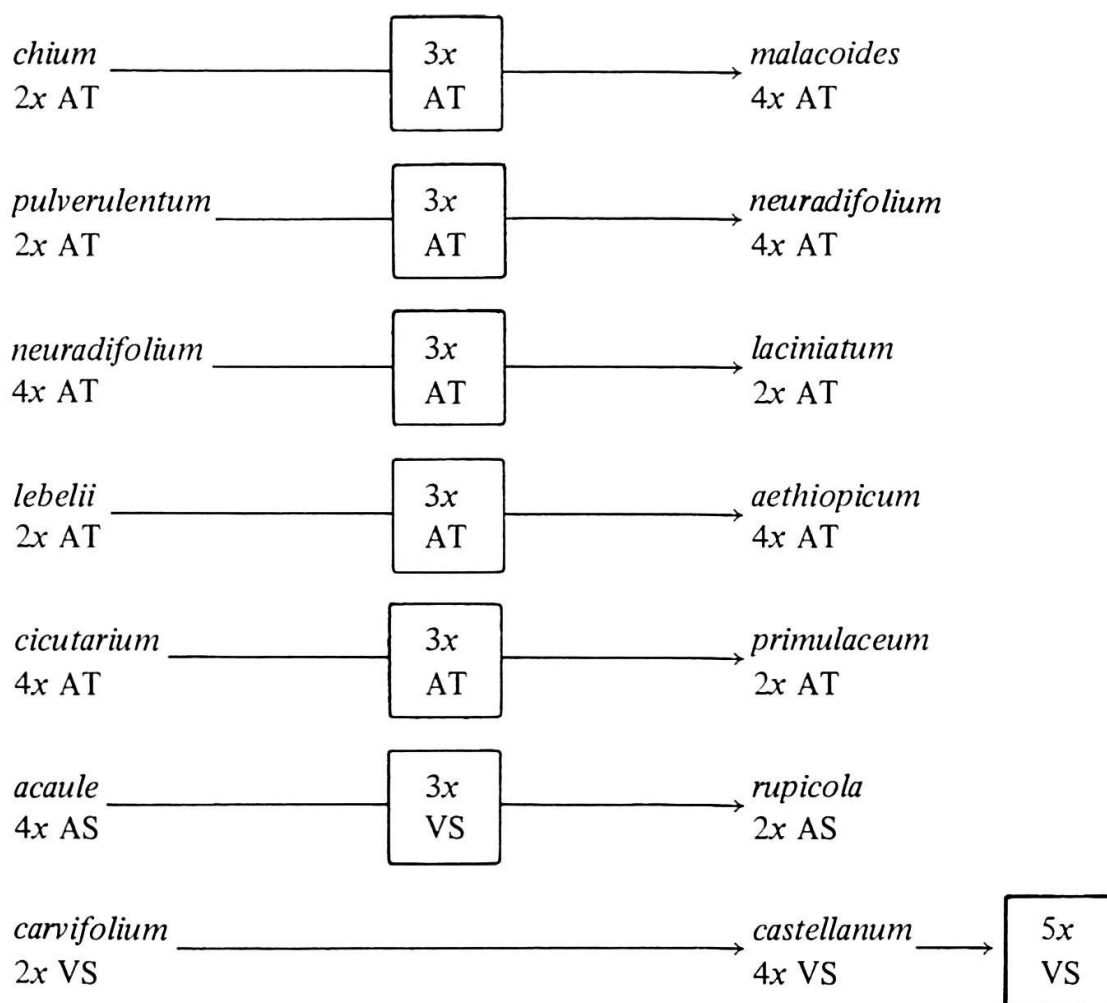 chium 3x malacoides
2x AT AT 4x AT
pulverulentum 3x neuradifolium
2x AT AT 4x AT
neuradifolium 3x laciniatum
4x AT AT 2x AT
lebelii 3x aethiopicum
2x AT AT 4x AT
cicutarium 3x primulaceum
4x AT AT 2x AT
acaule 3x rupicola
4x AS VS 2x AS
carvifolium castellanum 5x
2x VS 4x VS VS